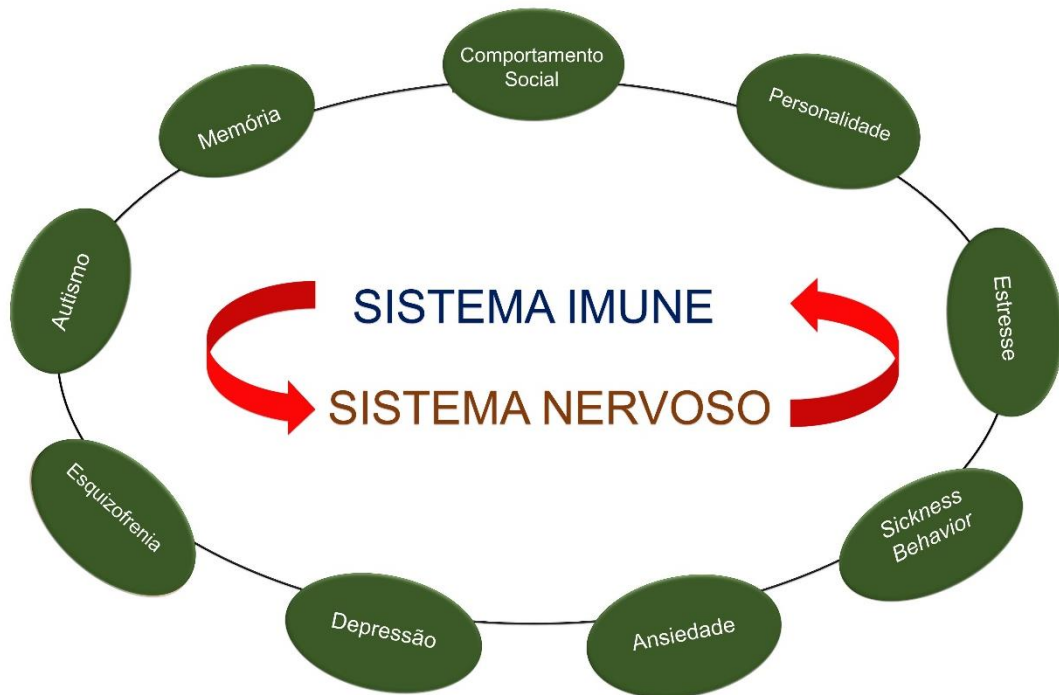 Comportamento
Social
Personalidade
Memória
Autismo
Estresse
SISTEMA IMUNE
SISTEMA NERVOSO
Esquizofrenia
Sickness
Behavior
Depressão
Ansiedade